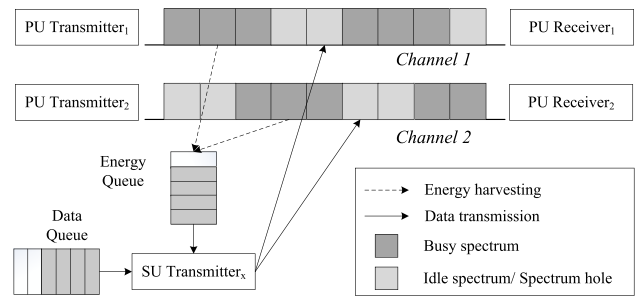 PU Transmitter₁
PU Receiver₁
Channel 1
PU Transmitter₂
PU Receiver₂
Channel 2
Energy
Queue
Data
Queue
SU Transmitterₓ
Energy harvesting
Data transmission
Busy spectrum
Idle spectrum/ Spectrum hole